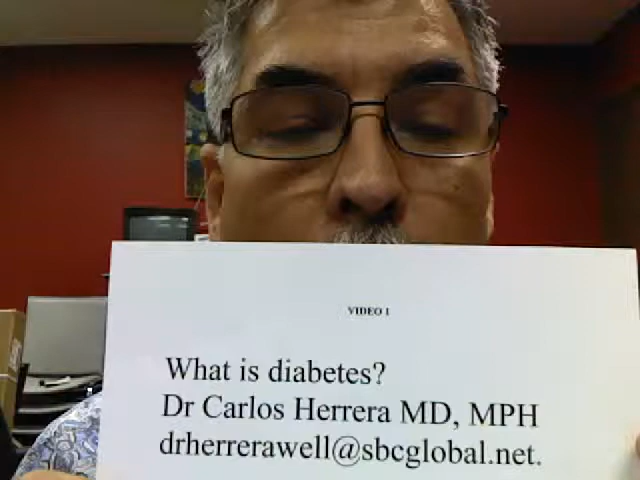 VIDEO 1
What is diabetes?
Dr Carlos Herrera MD, MPH
drherrerawell@sbcglobal.net.